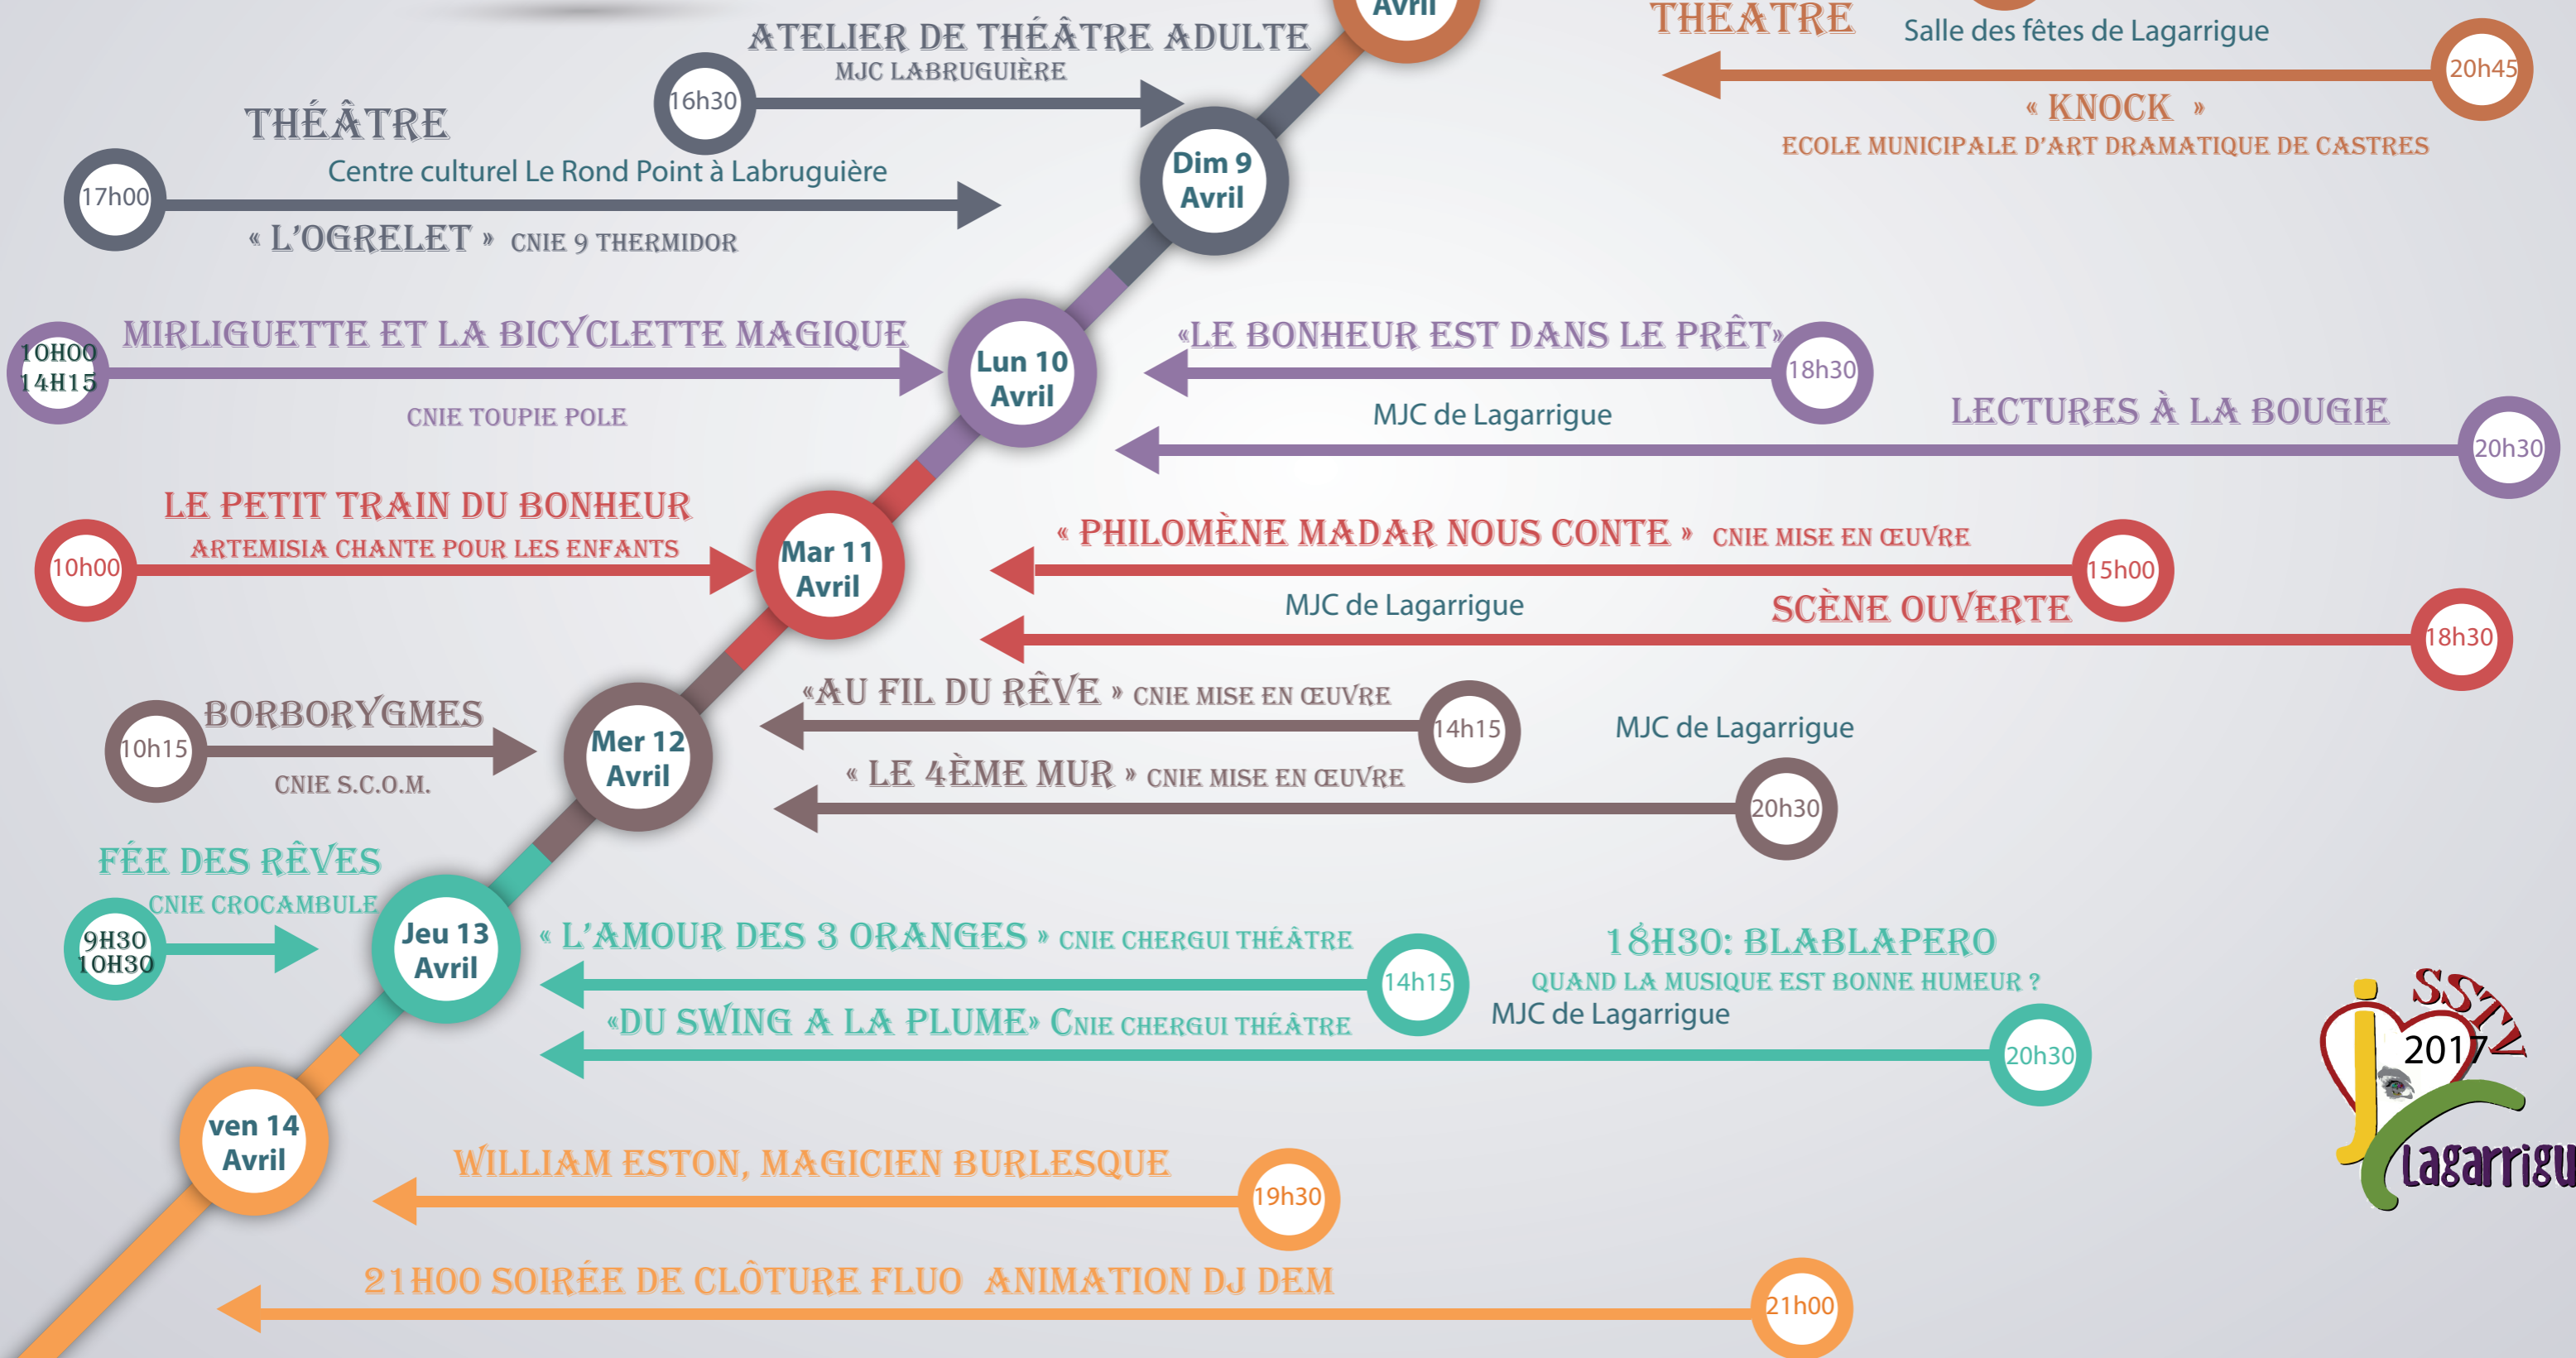 Avril
THÉATRE
Salle des fêtes de Lagarrigue
20h45
« KNOCK »
ECOLE MUNICIPALE D'ART DRAMATIQUE DE CASTRES
ATELIER DE THÉÂTRE ADULTE
MJC LABRUGUIÈRE
16h30
Dim 9
Avril
THÉÂTRE
Centre culturel Le Rond Point à Labruguière
17h00
« L'OGRELET » CNIE 9 THERMIDOR
MIRLIGUETTE ET LA BICYCLETTE MAGIQUE
10H00
14H15
CNIE TOUPIE POLE
Lun 10
Avril
«LE BONHEUR EST DANS LE PRÊT»
18h30
MJC de Lagarrigue
LECTURES À LA BOUGIE
20h30
LE PETIT TRAIN DU BONHEUR
ARTEMISIA CHANTE POUR LES ENFANTS
10h00
Mar 11
Avril
« PHILOMÈNE MADAR NOUS CONTE » CNIE MISE EN ŒUVRE
15h00
MJC de Lagarrigue
SCÈNE OUVERTE
18h30
BORBORYGMES
10h15
CNIE S.C.O.M.
Mer 12
Avril
«AU FIL DU RÊVE » CNIE MISE EN ŒUVRE
14h15
MJC de Lagarrigue
« LE 4ÈME MUR » CNIE MISE EN ŒUVRE
20h30
FÉE DES RÊVES
CNIE CROCAMBULE
9H30
10H30
Jeu 13
Avril
« L'AMOUR DES 3 ORANGES » CNIE CHERGUI THÉÂTRE
14h15
18H30: BLABLAPERO
QUAND LA MUSIQUE EST BONNE HUMEUR ?
MJC de Lagarrigue
«DU SWING A LA PLUME» CNIE CHERGUI THÉÂTRE
20h30
ven 14
Avril
WILLIAM ESTON, MAGICIEN BURLESQUE
19h30
21H00 SOIRÉE DE CLÔTURE FLUO ANIMATION DJ DEM
21h00
SSTV
2017
Lagarrigu